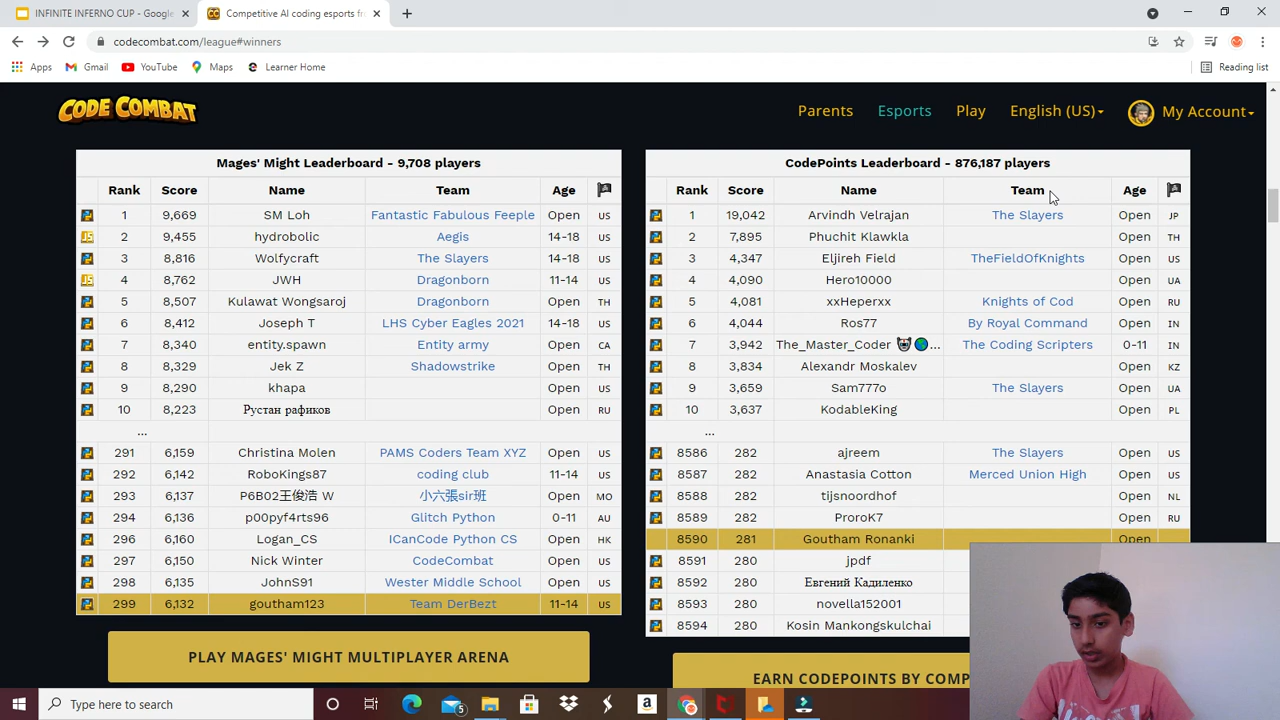 INFINITE INFERNO CUP - Google
Competitive AI coding esports fr
codecombat.com/league#winners
Apps Gmail YouTube Maps Learner Home Reading list
CODE COMBAT Parents Esports Play English (US) My Account
Mages' Might Leaderboard - 9,708 players
Rank Score Name Team Age
1 9,669 SM Loh Fantastic Fabulous Feeple Open US
2 9,455 hydrobolic Aegis 14-18 US
3 8,816 Wolfycraft The Slayers 14-18 US
4 8,762 JWH Dragonborn 11-14 US
5 8,507 Kulawat Wongsaroj Dragonborn Open TH
6 8,412 Joseph T LHS Cyber Eagles 2021 14-18 US
7 8,340 entity.spawn Entity army Open CA
8 8,329 Jek Z Shadowstrike Open TH
9 8,290 khapa Open US
10 8,223 Рустан рафиков Open RU
...
291 6,159 Christina Molen PAMS Coders Team XYZ Open US
292 6,142 RoboKings87 coding club 11-14 US
293 6,137 P6B02王俊浩 W 小六張sir班 Open MO
294 6,136 p00pyf4rts96 Glitch Python 0-11 AU
296 6,160 Logan_CS ICanCode Python CS Open HK
297 6,150 Nick Winter CodeCombat Open US
298 6,135 JohnS91 Wester Middle School Open US
299 6,132 goutham123 Team DerBezt 11-14 US
PLAY MAGES' MIGHT MULTIPLAYER ARENA
CodePoints Leaderboard - 876,187 players
Rank Score Name Team Age
1 19,042 Arvindh Velrajan The Slayers Open JP
2 7,895 Phuchit Klawkla Open TH
3 4,347 Eljireh Field TheFieldOfKnights Open US
4 4,090 Hero10000 Open UA
5 4,081 xxHeperxx Knights of Cod Open RU
6 4,044 Ros77 By Royal Command Open IN
7 3,942 The_Master_Coder 🐻🌎... The Coding Scripters 0-11 IN
8 3,834 Alexandr Moskalev Open KZ
9 3,659 Sam777o The Slayers Open UA
10 3,637 KodableKing Open PL
...
8586 282 ajreem The Slayers Open US
8587 282 Anastasia Cotton Merced Union High Open US
8588 282 tijsnoordhof Open NL
8589 282 ProroK7 Open RU
8590 281 Goutham Ronanki Open
8591 280 jpdf
8592 280 Евгений Кадиленко
8593 280 novella152001
8594 280 Kosin Mankongskulchai
EARN CODEPOINTS BY COMP
Type here to search
5